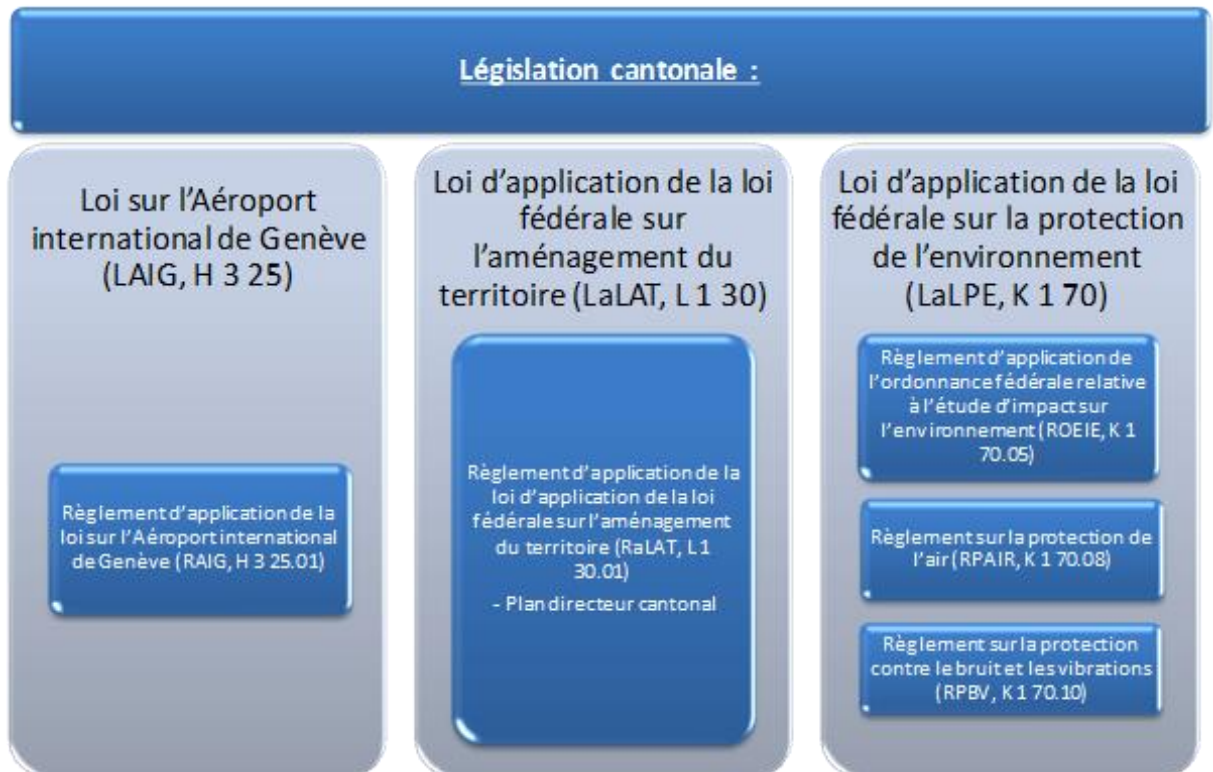 Législation cantonale :
Loi sur l'Aéroport
international de Genève
(LAIG, H 3 25)
Règlement d'application de la
loi sur l'Aéroport international
de Genève (RAIG, H 3 25.01)
Loi d'application de la loi
fédérale sur
l'aménagement du
territoire (LaLAT, L 1 30)
Règlement d'application de la
loi d'application de la loi
fédérale sur l'aménagement
du territoire (RaLAT, L 1
30.01)
- Plan directeur cantonal
Loi d'application de la loi
fédérale sur la protection
de l'environnement
(LaLPE, K 1 70)
Règlement d'application de
l'ordonnance fédérale relative
à l'étude d'impact sur
l'environnement (ROEIE, K 1
70.05)
Règlement sur la protection de
l'air (RPAIR, K 1 70.08)
Règlement sur la protection
contre le bruit et les vibrations
(RPBV, K 1 70.10)